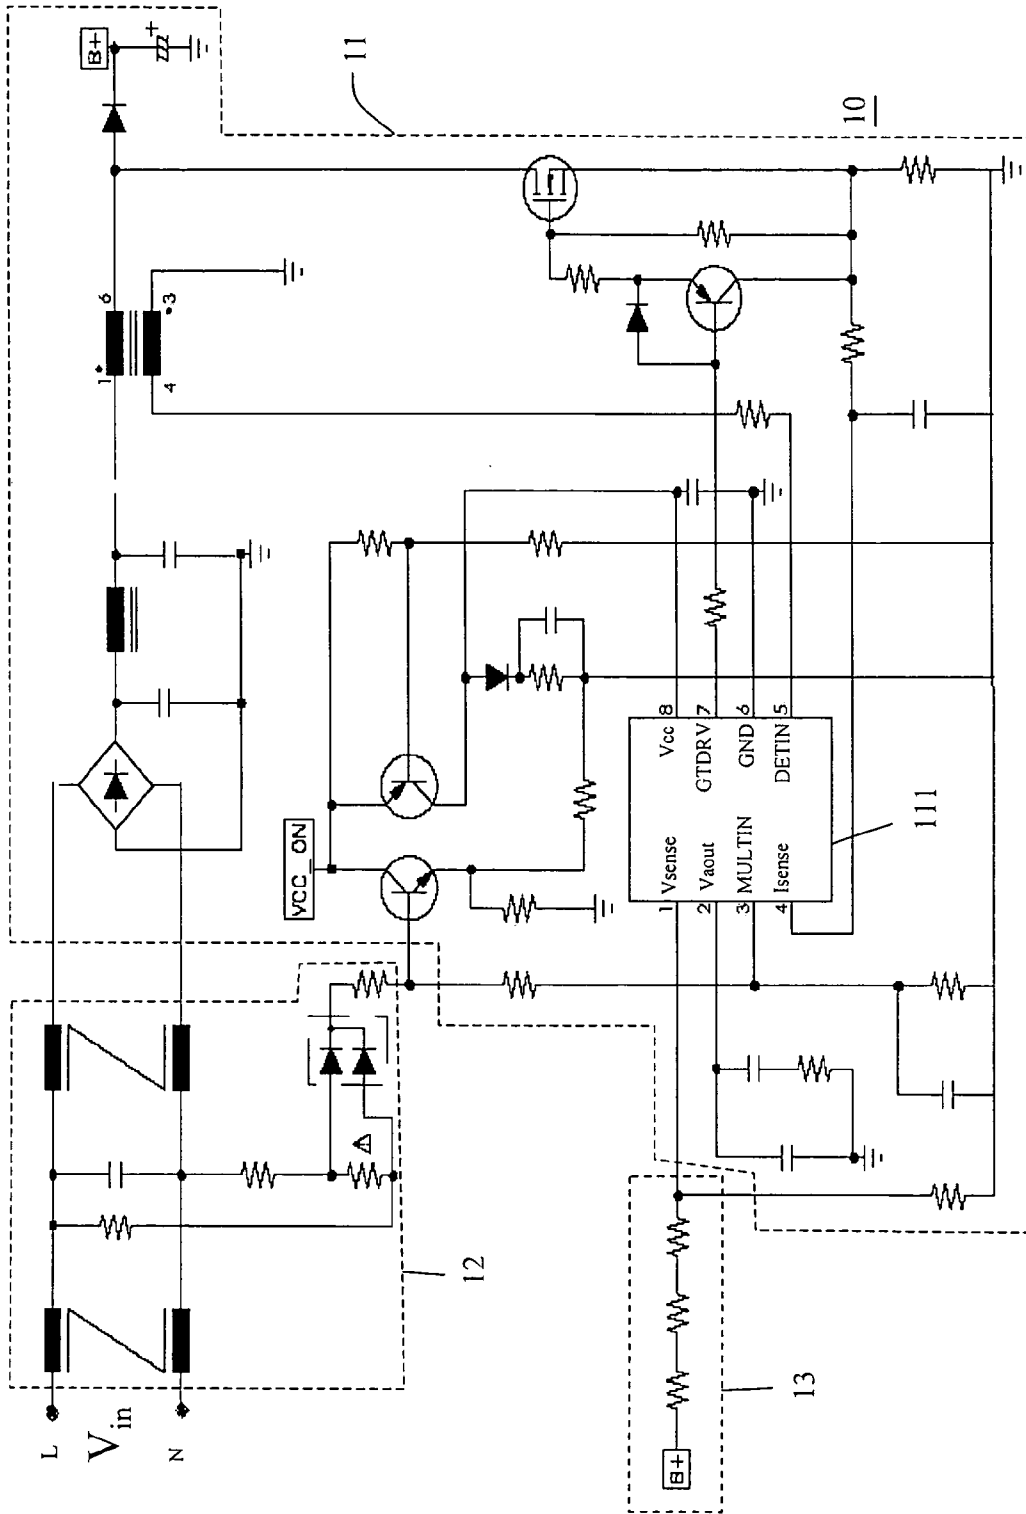 L
V in
N
12
B+
13
VCC_ON
1 Vsense
2 Vaout
3 MULTIN
4 Isense
Vcc 8
GTDRV 7
GND 6
DETIN 5
111
1
6
4
3
B+
+
11
10